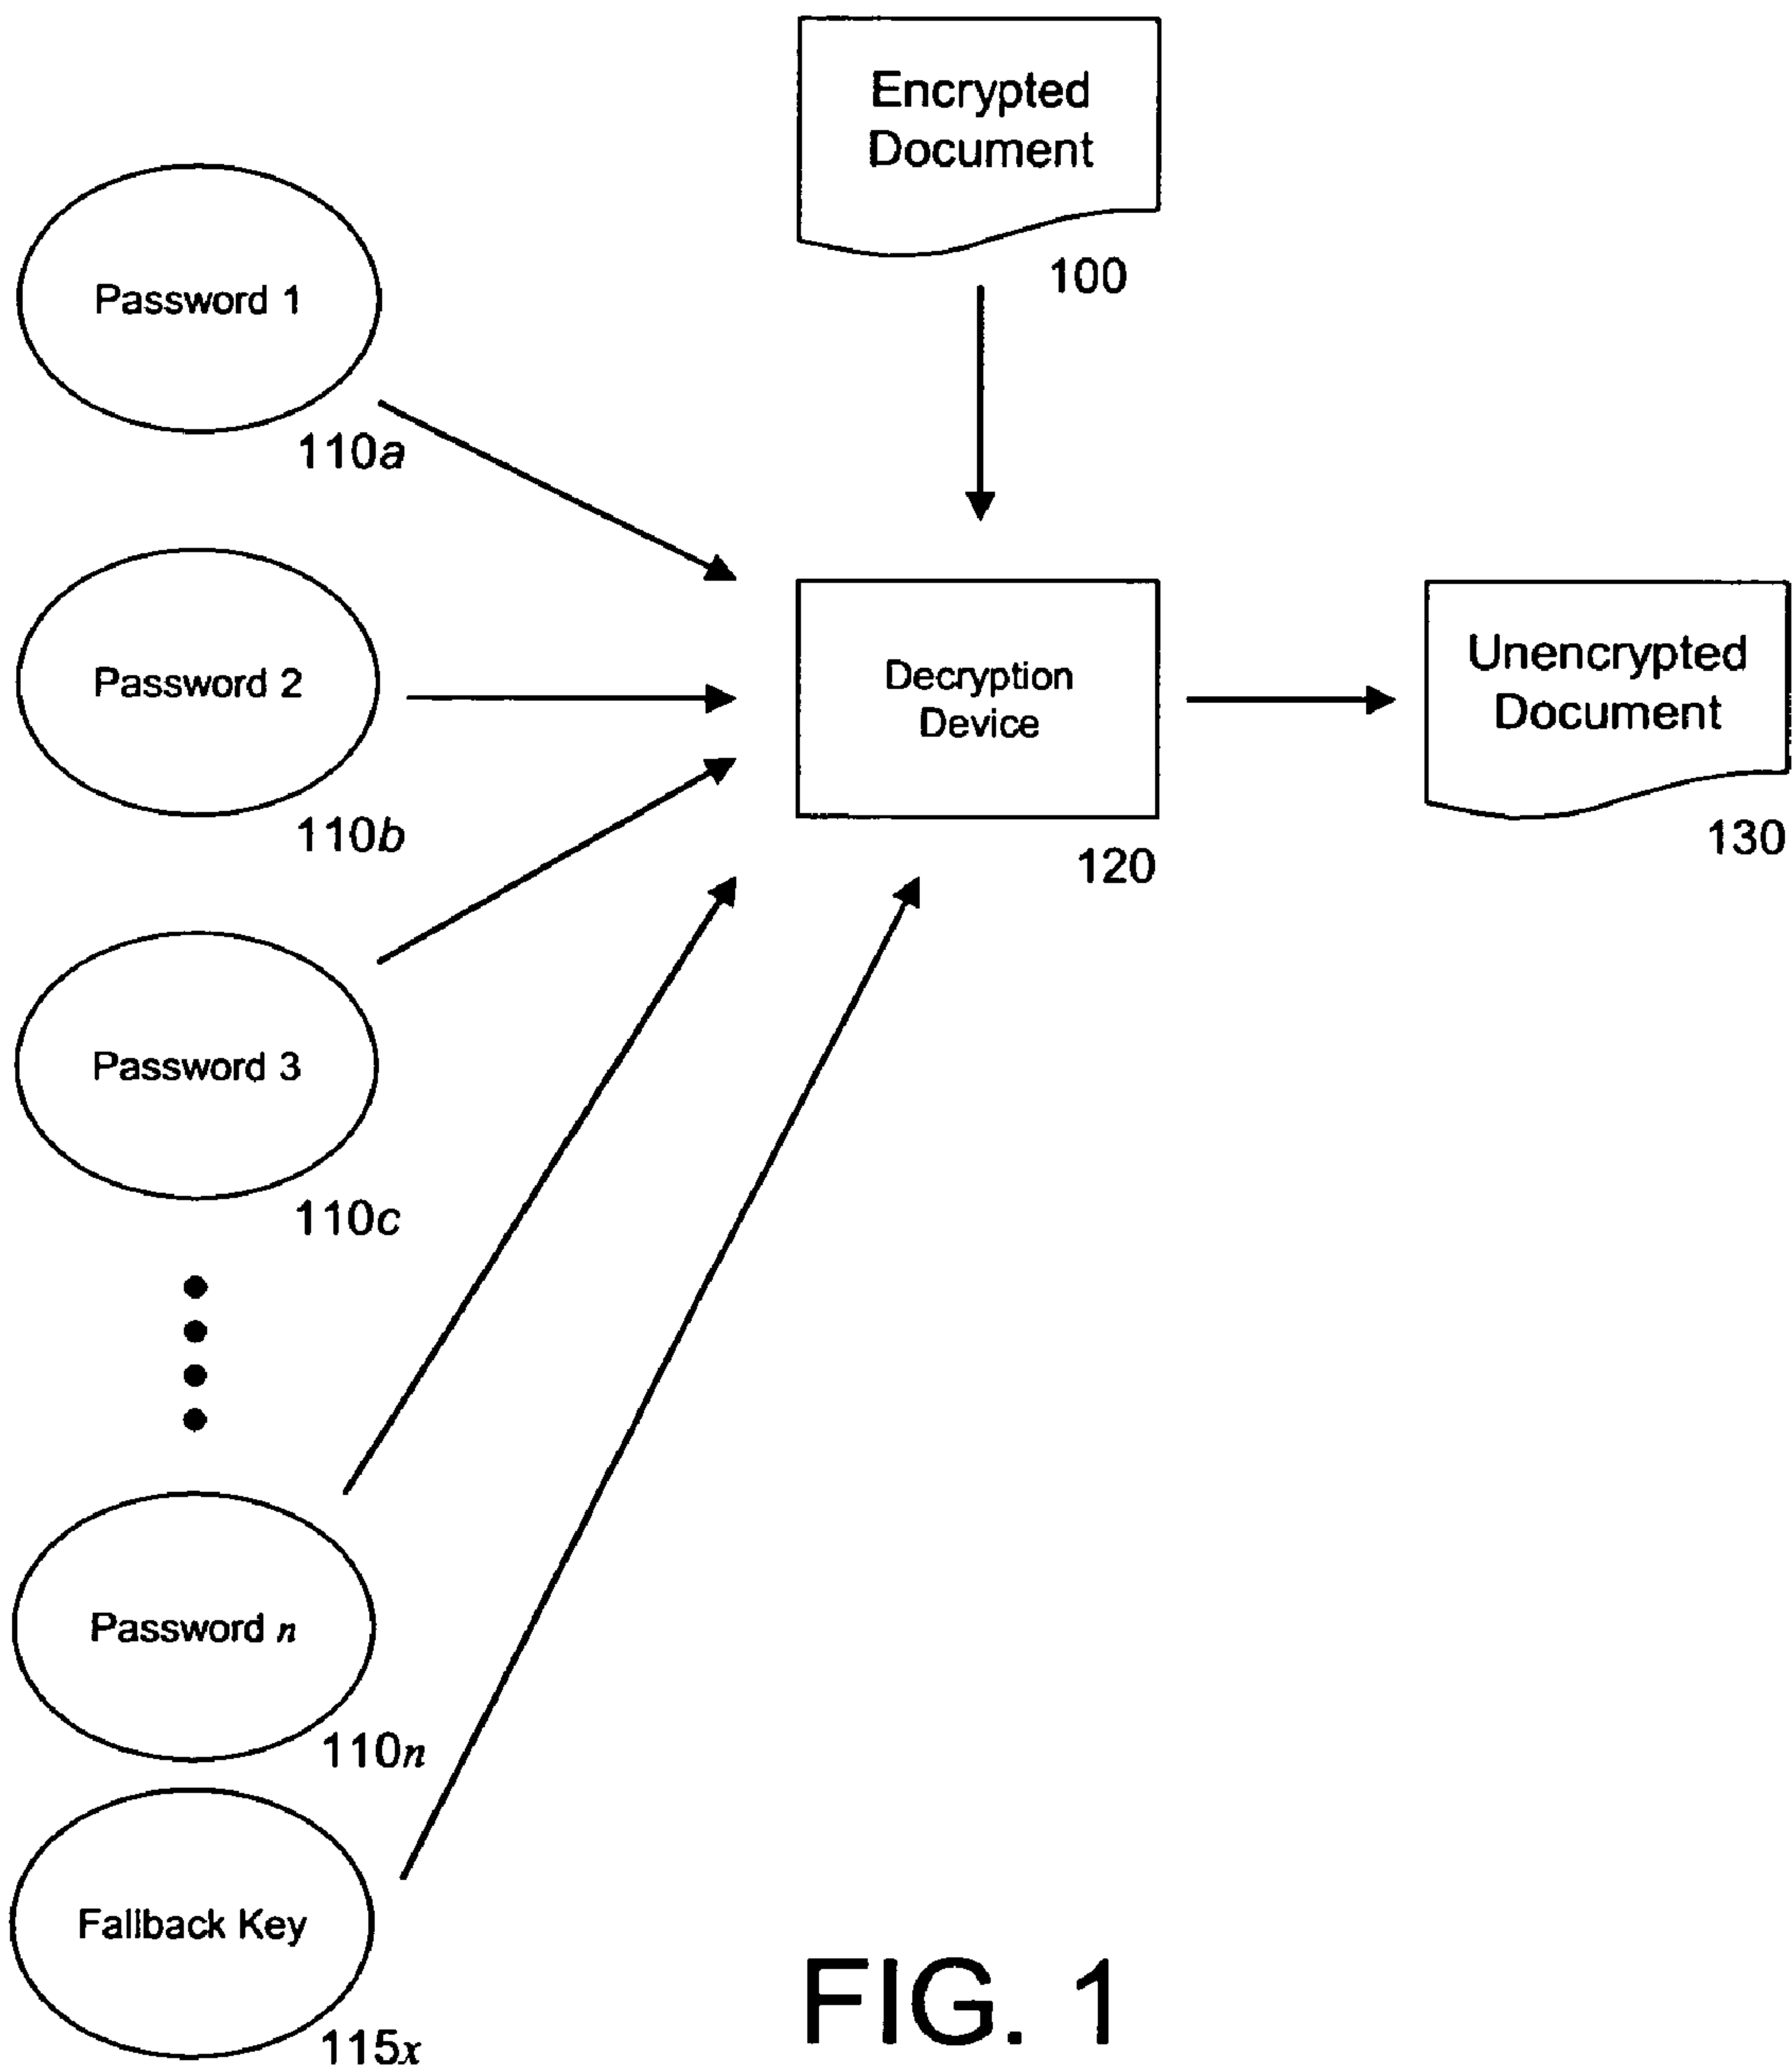 Encrypted
Document
100
Password 1
110a
Password 2
110b
Decryption
Device
120
Unencrypted
Document
130
Password 3
110c
Password n
110n
Fallback Key
115x
FIG. 1